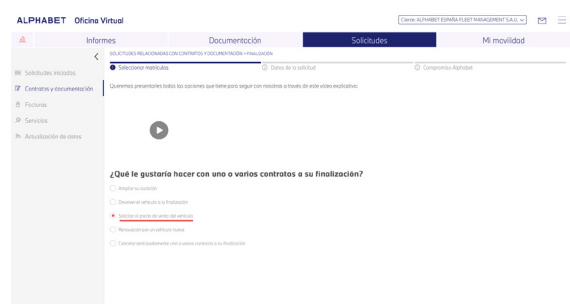 ALPHABET Oficina Virtual
Cliente: ALPHABET ESPAÑA FLEET MANAGEMENT S.A.U.
Informes Documentación Solicitudes Mi movilidad
SOLICITUDES RELACIONADAS CON CONTRATOS Y DOCUMENTACIÓN > FINALIZACIÓN
1 Seleccionar matrículas 2 Datos de la solicitud 3 Compromiso Alphabet
Solicitudes iniciadas
Contratos y documentación
Facturas
Servicios
Actualización de datos
Queremos presentarles todas las opciones que tiene para seguir con nosotros a través de este vídeo explicativo:
¿Qué le gustaría hacer con uno o varios contratos a su finalización?
Ampliar su duración
Devolver el vehículo a la finalización
Solicitar el precio de venta del vehículo
Renovación por un vehículo nuevo
Cancelar anticipadamente uno o varios contratos a su finalización